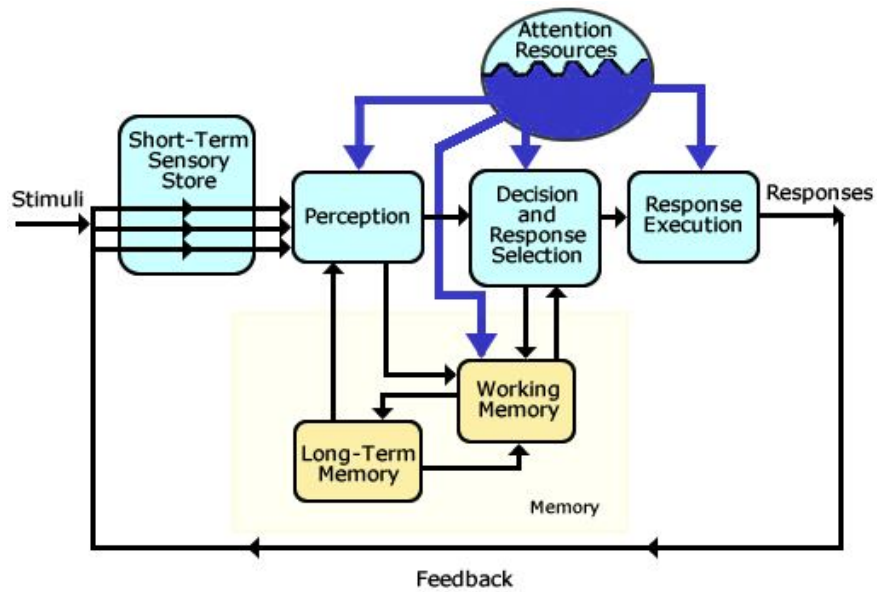 Attention
Resources
Short-Term
Sensory
Store
Stimuli
Perception
Decision
and
Response
Selection
Response
Execution
Responses
Working
Memory
Long-Term
Memory
Memory
Feedback